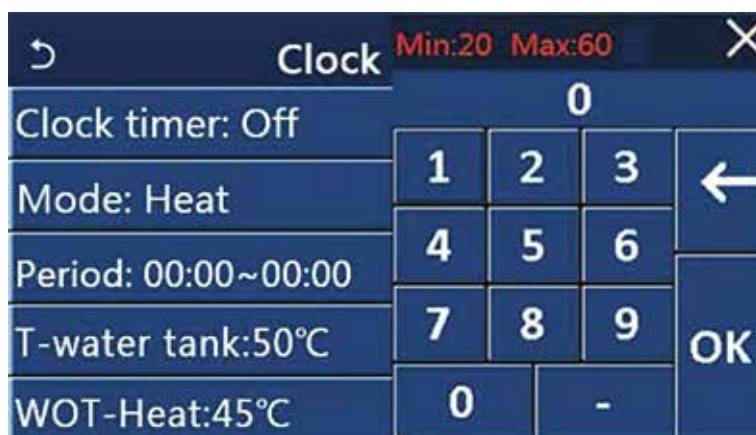 Clock
Clock timer: Off
Mode: Heat
Period: 00:00~00:00
T-water tank:50℃
WOT-Heat:45℃
Min:20 Max:60
0
1 2 3
4 5 6
7 8 9
0 -
OK